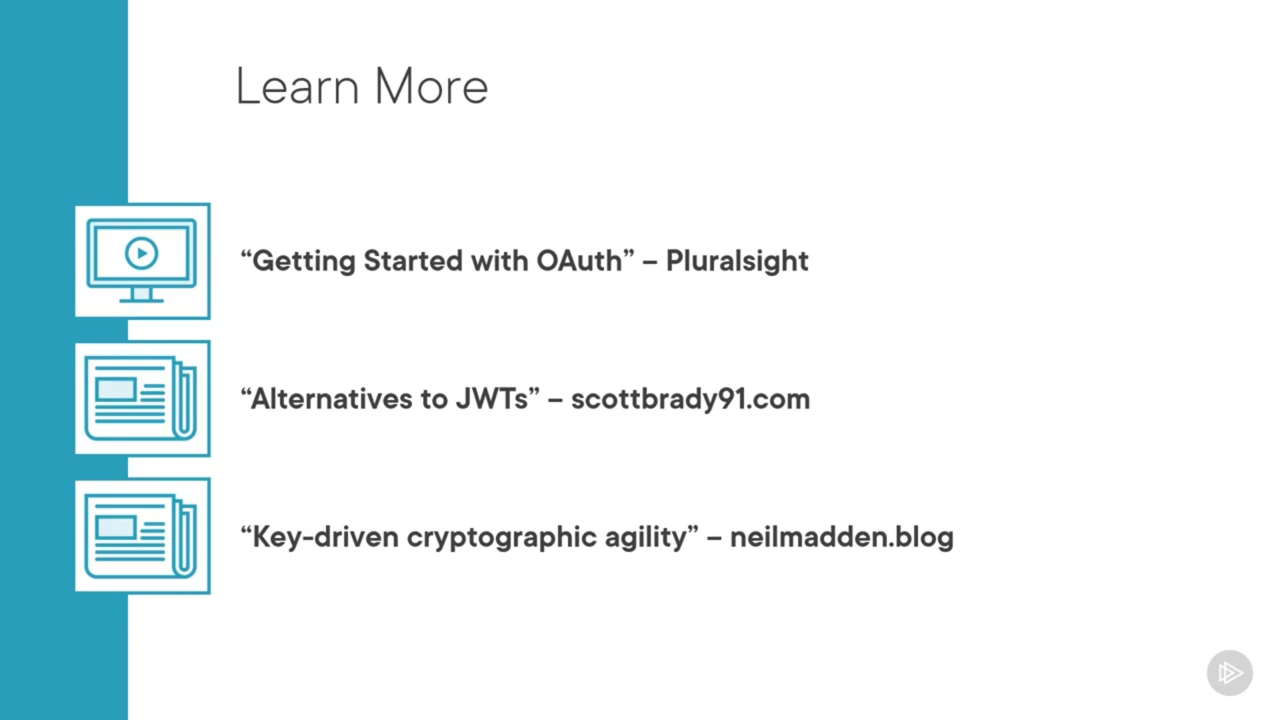 Learn More
“Getting Started with OAuth” – Pluralsight
“Alternatives to JWTs” – scottbrady91.com
“Key-driven cryptographic agility” – neilmadden.blog